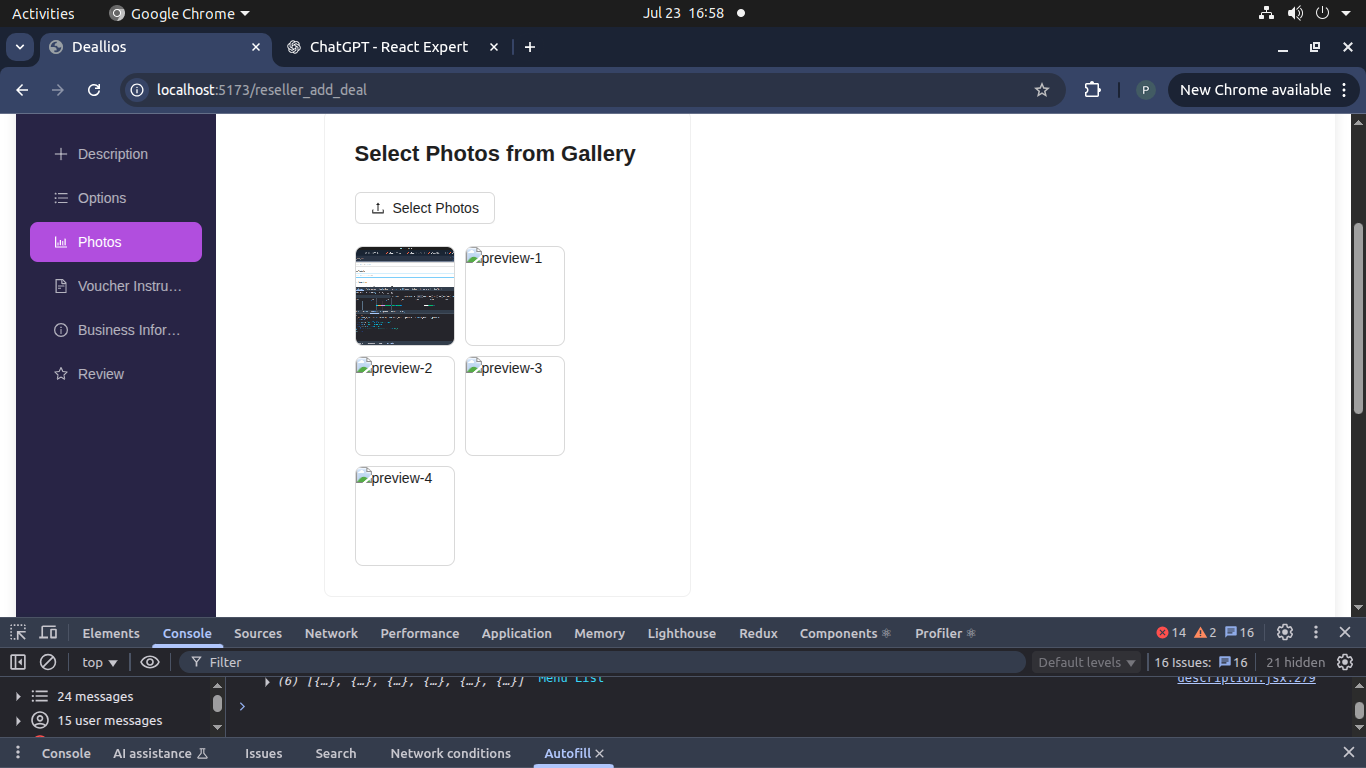 Activities
Google Chrome
Jul 23 16:58
Deallios
ChatGPT - React Expert
localhost:5173/reseller_add_deal
P
New Chrome available
Description
Options
Photos
Voucher Instru…
Business Infor…
Review
Select Photos from Gallery
Select Photos
preview-1
preview-2
preview-3
preview-4
Elements
Console
Sources
Network
Performance
Application
Memory
Lighthouse
Redux
Components
Profiler
14
2
16
top
Filter
Default levels
16 Issues:
16
21 hidden
24 messages
15 user messages
(6) [{…}, {…}, {…}, {…}, {…}, {…}] Menu List
description.jsx:279
Console
AI assistance
Issues
Search
Network conditions
Autofill